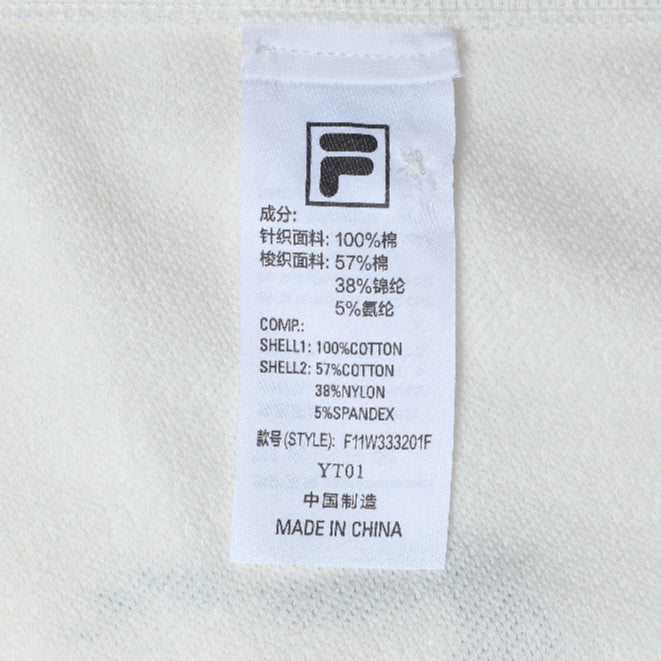 F
成分:
针织面料: 100%棉
梭织面料: 57%棉
38%锦纶
5%氨纶
COMP.:
SHELL1: 100%COTTON
SHELL2: 57%COTTON
38%NYLON
5%SPANDEX
款号(STYLE): F11W333201F
YT01
中国制造
MADE IN CHINA